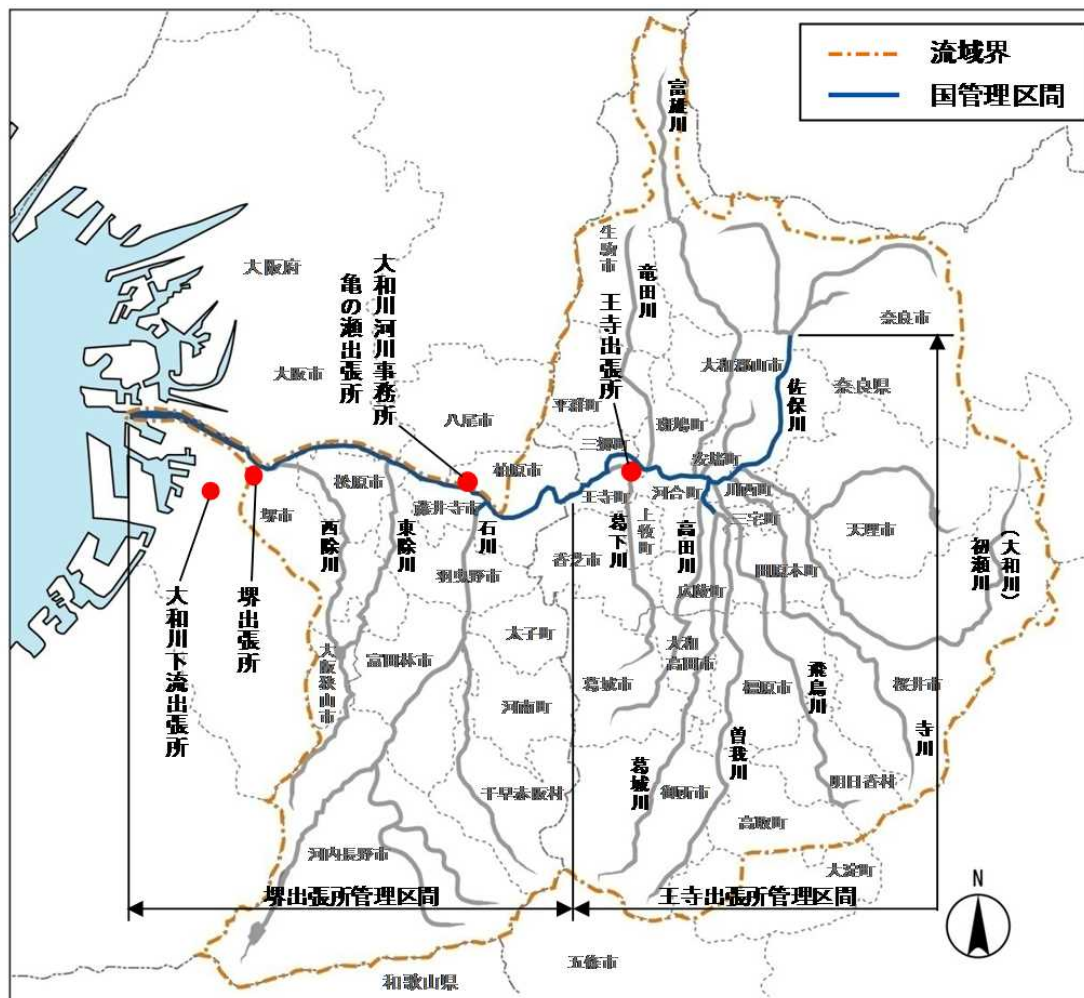 流域界
国管理区間
富雄川
生駒市
竜田川
王寺出張所
大和川河川事務所
亀の瀬出張所
大阪府
大阪市
八尾市
平群町
三郷町
斑鳩町
大和郡山市
安堵町
佐保川
奈良市
奈良県
柏原市
藤井寺市
松原市
堺市
王寺町
河合町
川西町
三宅町
天理市
田原本町
初瀬川
(大和川)
西除川
東除川
石川
羽曳野市
香芝市
葛下川
上牧町
高田川
広陵町
大和川下流出張所
堺出張所
大阪狭山市
富田林市
太子町
河南町
葛城市
大和
高田市
橿原市
飛鳥川
桜井市
寺川
曽我川
葛城川
御所市
明日香村
高取町
千早赤阪村
河内長野市
大淀町
堺出張所管理区間
王寺出張所管理区間
五條市
和歌山県
N